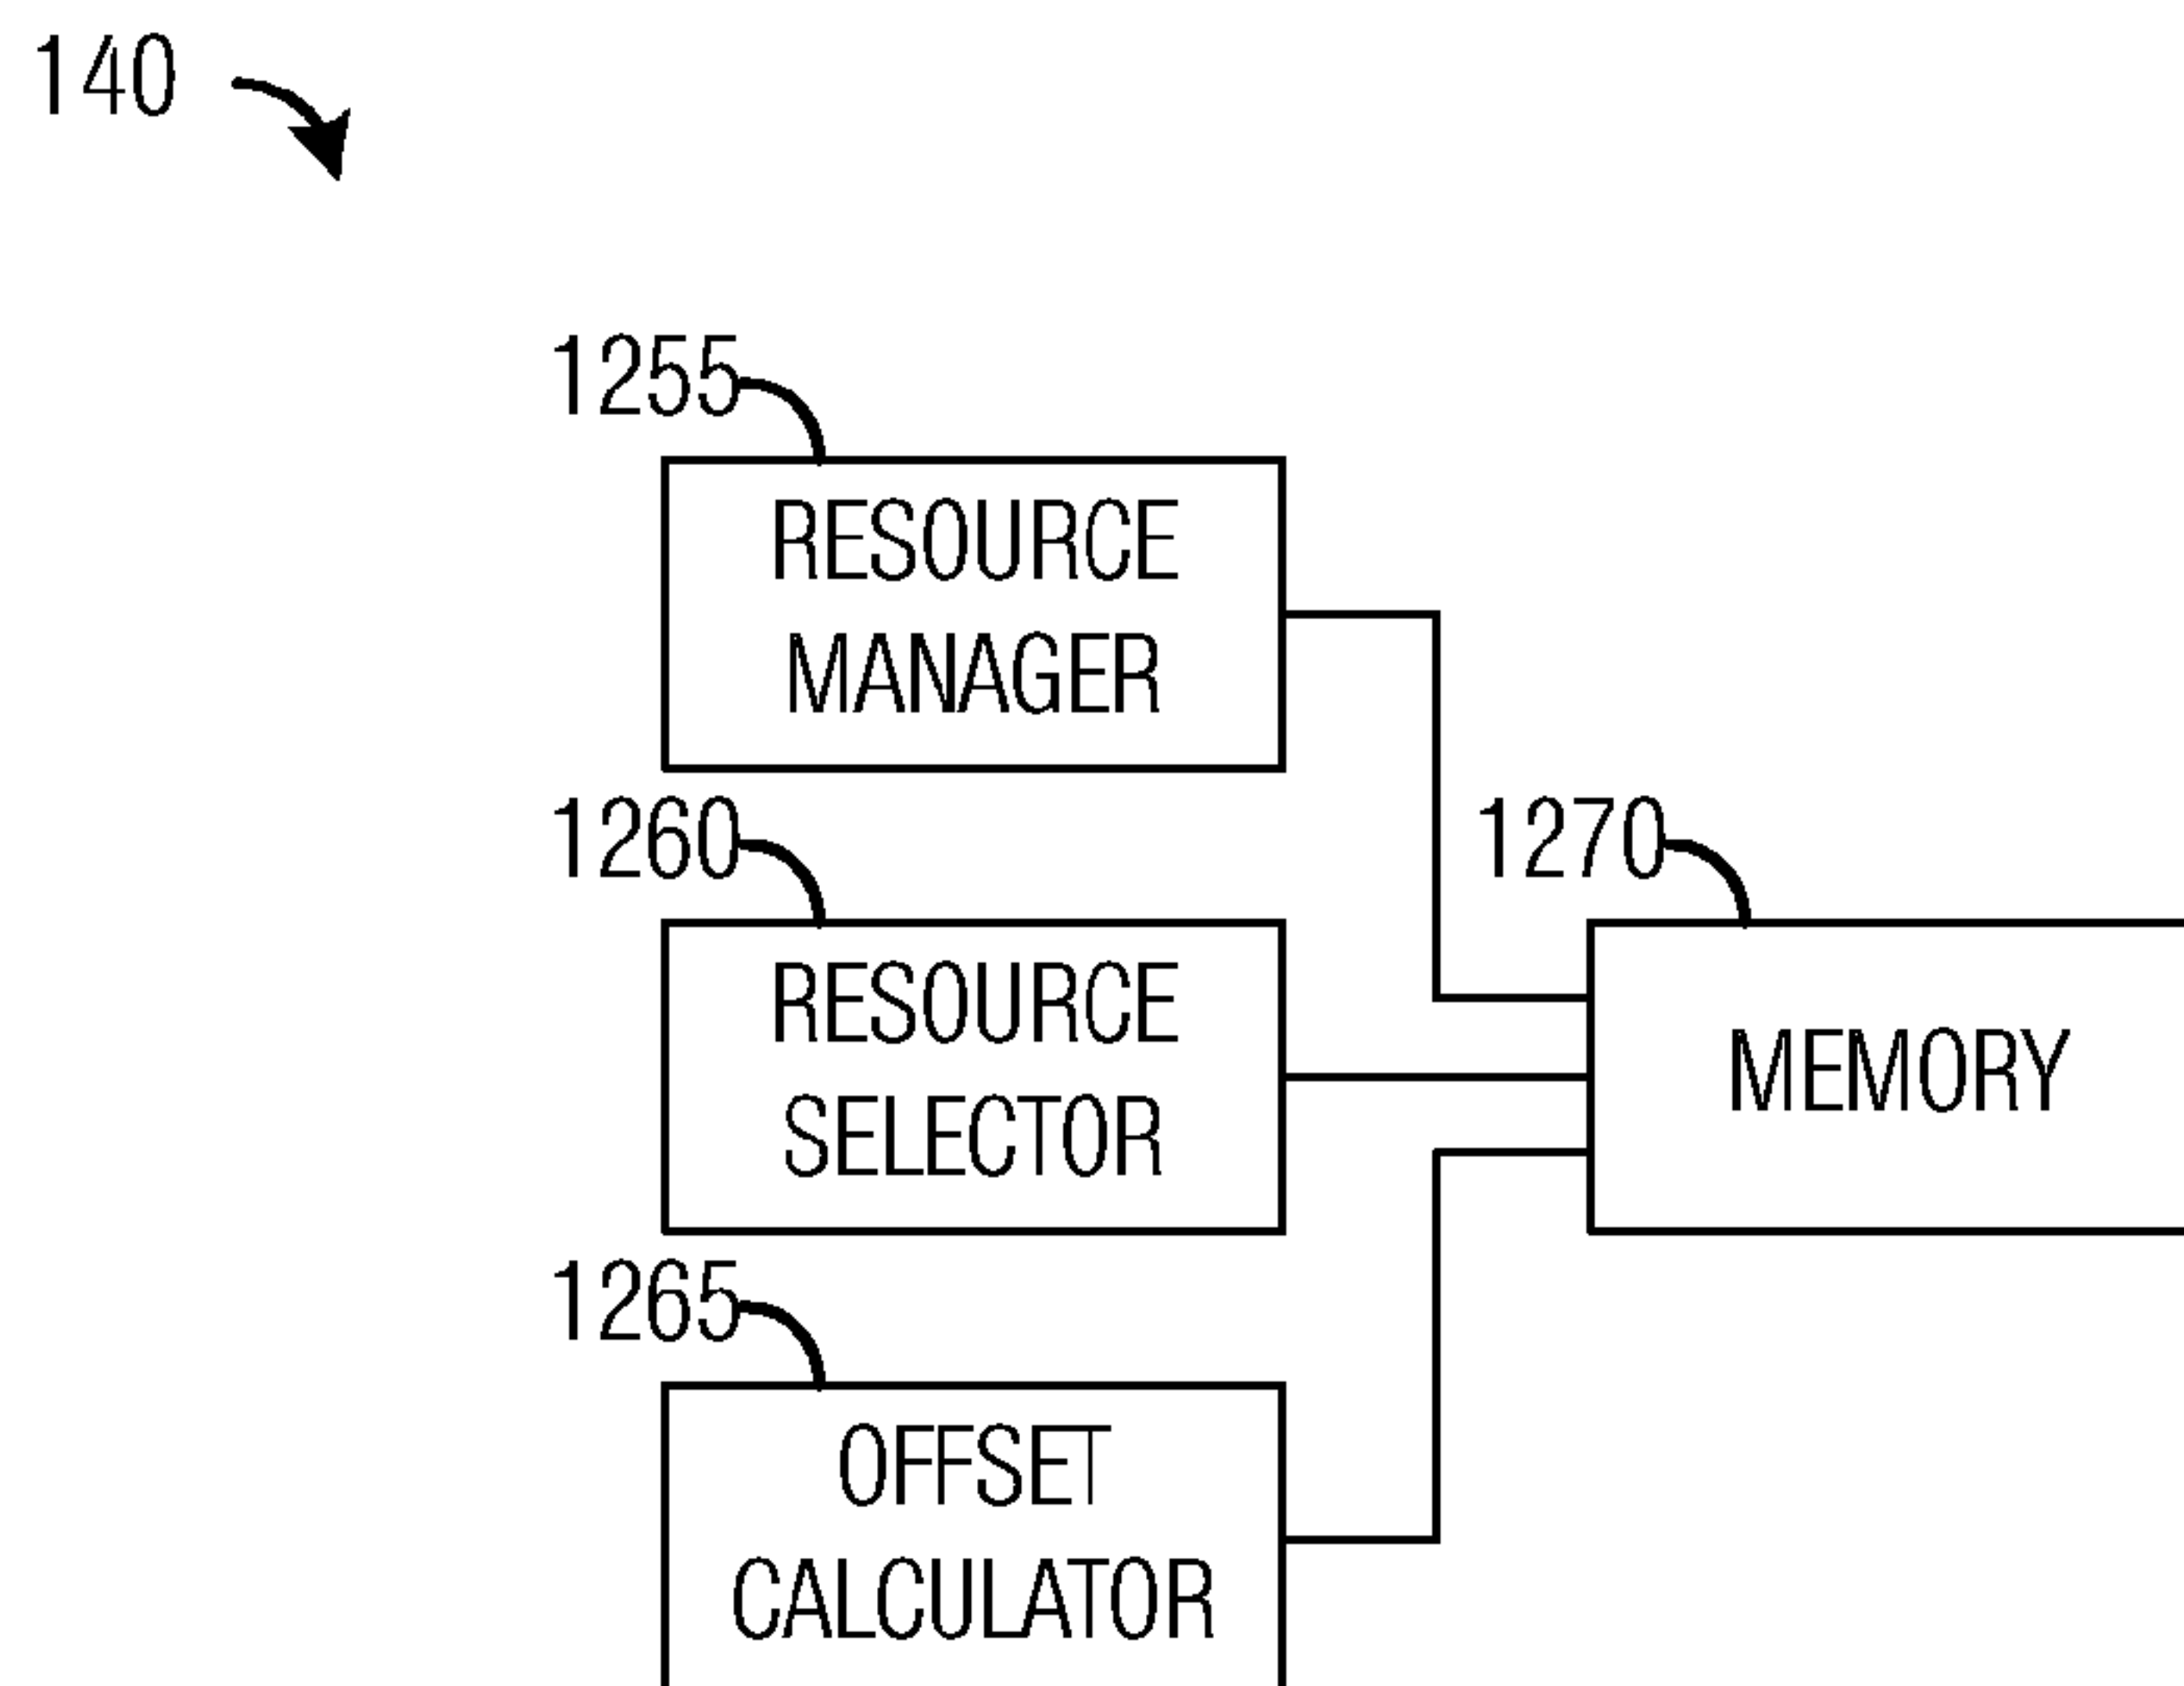 140
1255
RESOURCE
MANAGER
1260
1270
RESOURCE
SELECTOR
MEMORY
1265
OFFSET
CALCULATOR